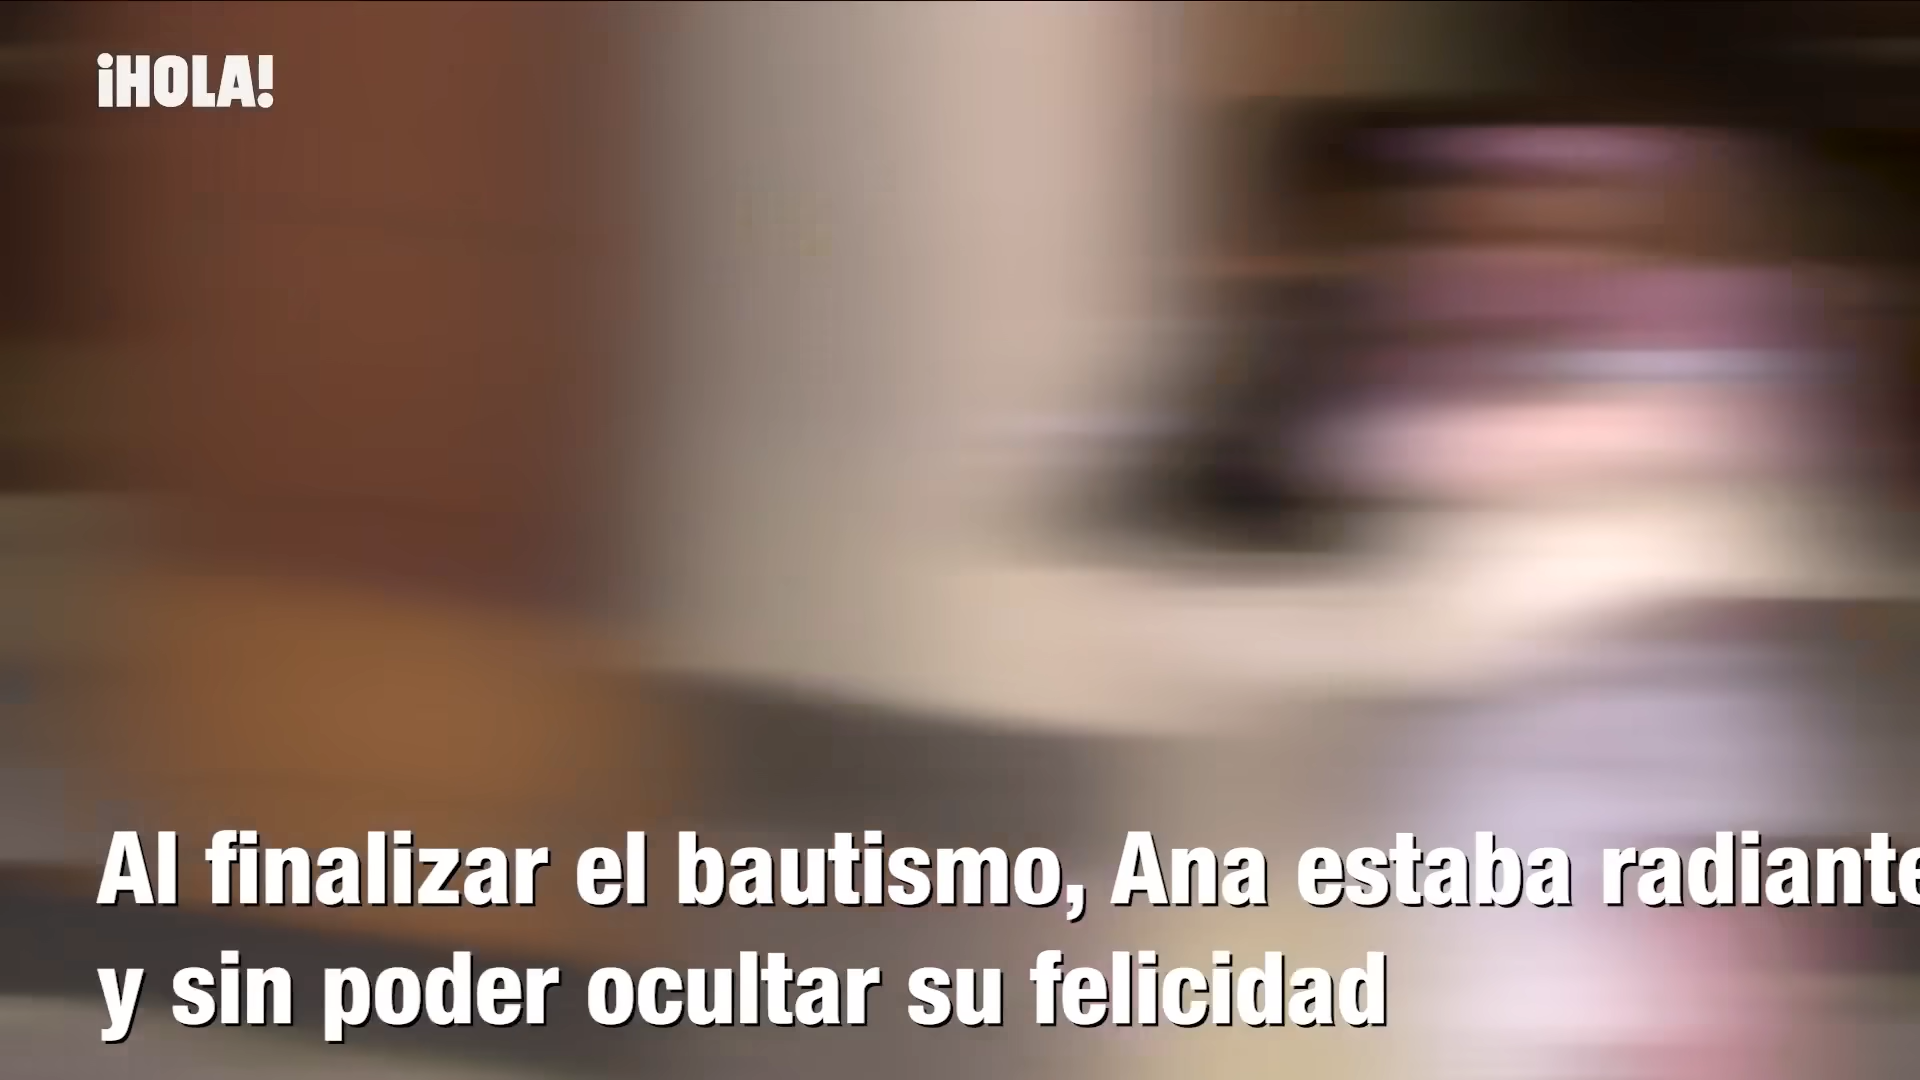 ¡HOLA!
Al finalizar el bautismo, Ana estaba radiante
y sin poder ocultar su felicidad